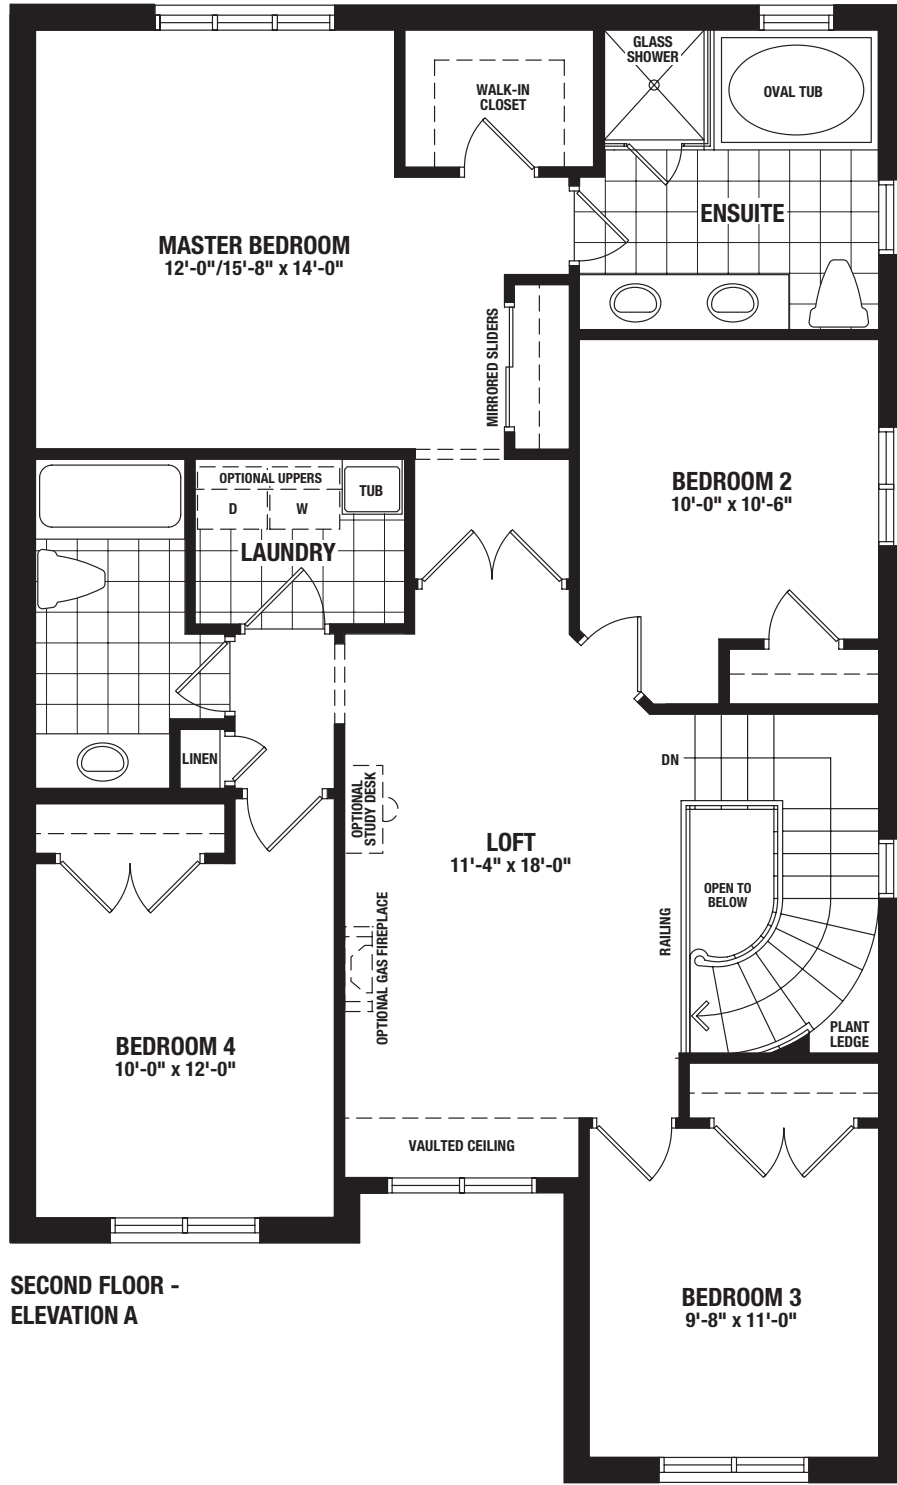 GLASS
SHOWER
WALK-IN
CLOSET
OVAL TUB
ENSUITE
MASTER BEDROOM
12'-0"/15'-8" x 14'-0"
MIRRORED SLIDERS
BEDROOM 2
10'-0" x 10'-6"
OPTIONAL UPPERS
D
W
TUB
LAUNDRY
LINEN
DN
OPTIONAL
STUDY DESK
LOFT
11'-4" x 18'-0"
OPEN TO
BELOW
RAILING
OPTIONAL GAS FIREPLACE
PLANT
LEDGE
BEDROOM 4
10'-0" x 12'-0"
VAULTED CEILING
SECOND FLOOR -
ELEVATION A
BEDROOM 3
9'-8" x 11'-0"